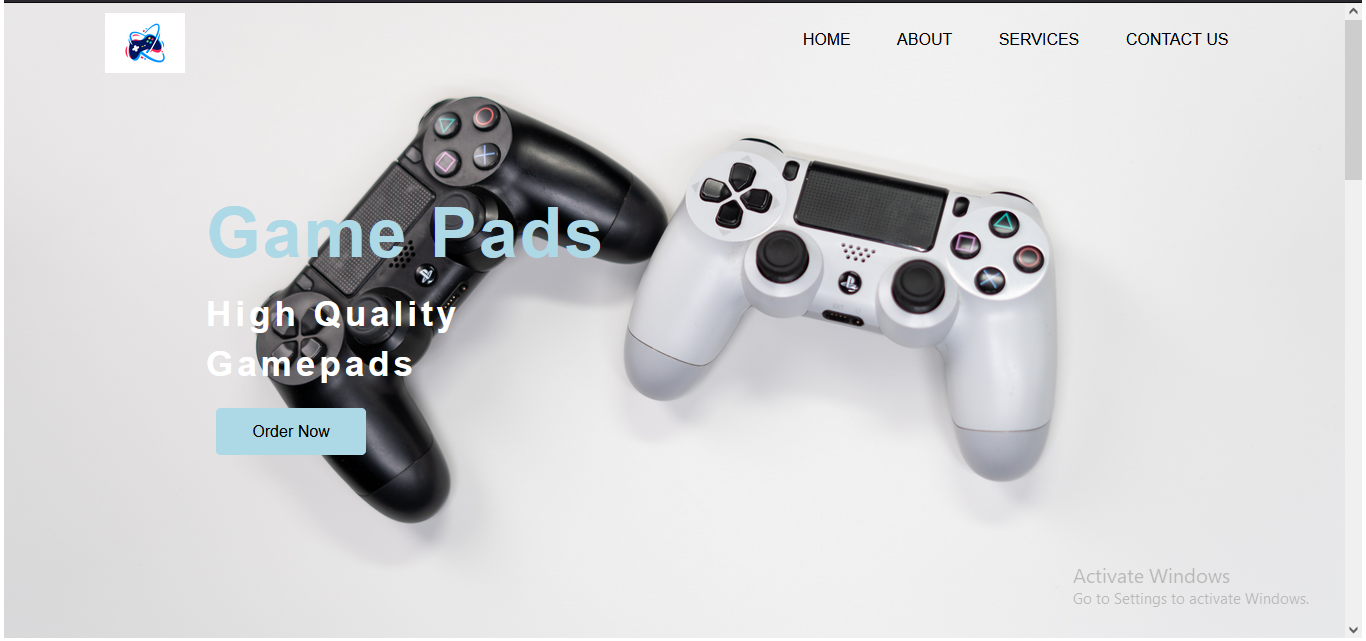 HOME ABOUT SERVICES CONTACT US
Game Pads
High Quality
Gamepads
Order Now
Activate Windows
Go to Settings to activate Windows.